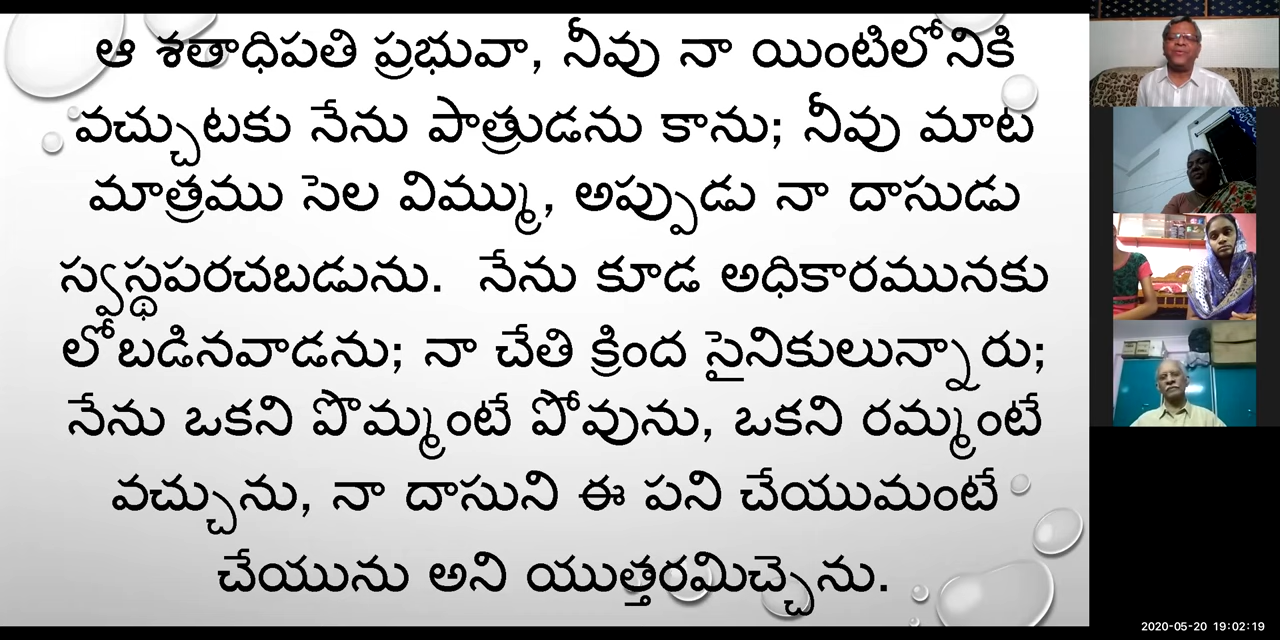 ఆ శతాధిపతి ప్రభువా, నీవు నా యింటిలోనికి
వచ్చుటకు నేను పాత్రుడను కాను; నీవు మాట
మాత్రము సెల విమ్ము, అప్పుడు నా దాసుడు
స్వస్థపరచబడును. నేను కూడ అధికారమునకు
లోబడినవాడను; నా చేతి క్రింద సైనికులున్నారు;
నేను ఒకని పొమ్మంటే పోవును, ఒకని రమ్మంటే
వచ్చును, నా దాసుని ఈ పని చేయుమంటే
చేయును అని యుత్తరమిచ్చెను.
2020-05-20 19:02:19